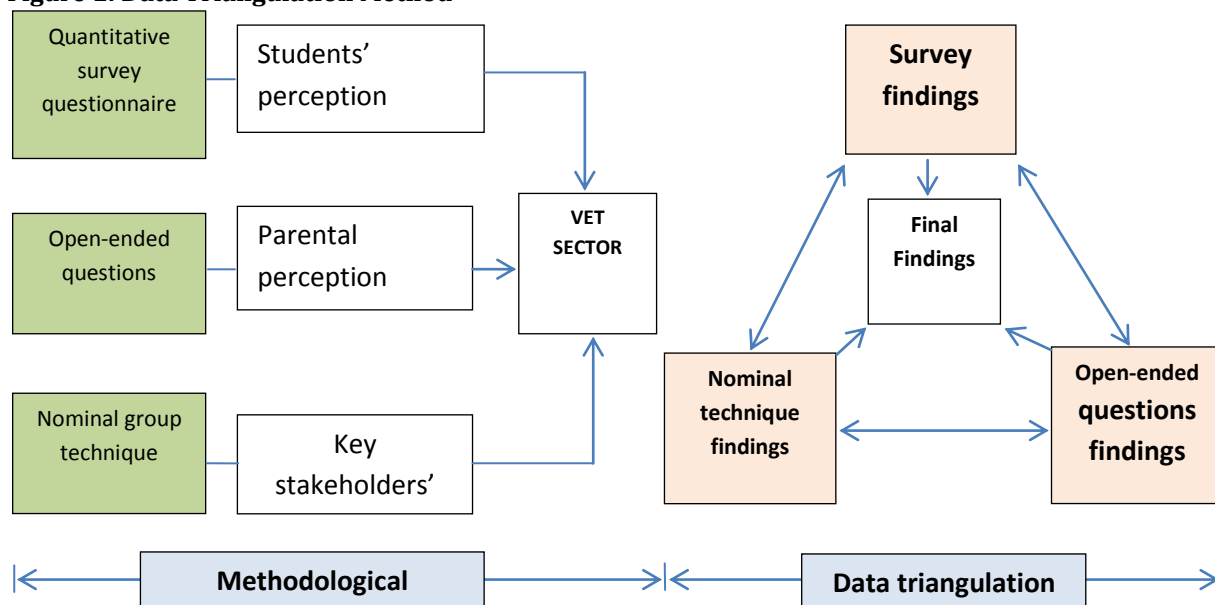 Quantitative
survey
questionnaire
Students’
perception
Open-ended
questions
Parental
perception
Nominal group
technique
Key
stakeholders’
VET
SECTOR
Survey
findings
Final
Findings
Nominal
technique
findings
Open-ended
questions
findings
Methodological
Data triangulation